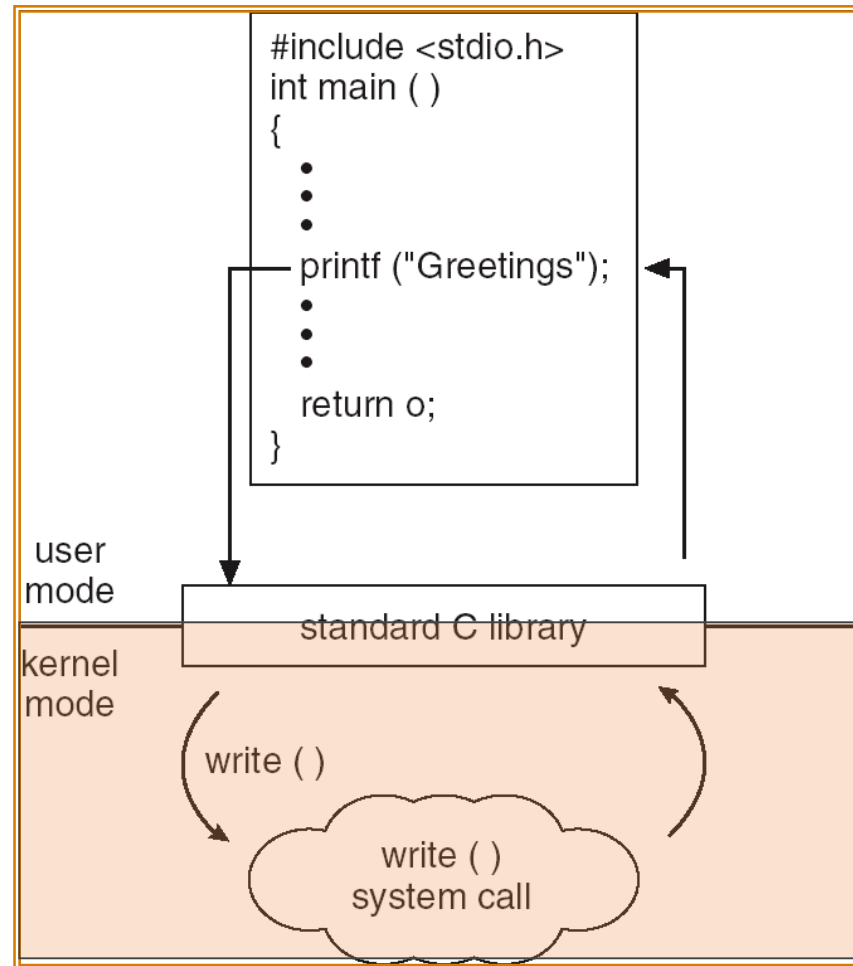 #include <stdio.h>
int main ( )
{
•
•
•
printf ("Greetings");
•
•
•
return o;
}
user
mode
standard C library
kernel
mode
write ( )
write ( )
system call